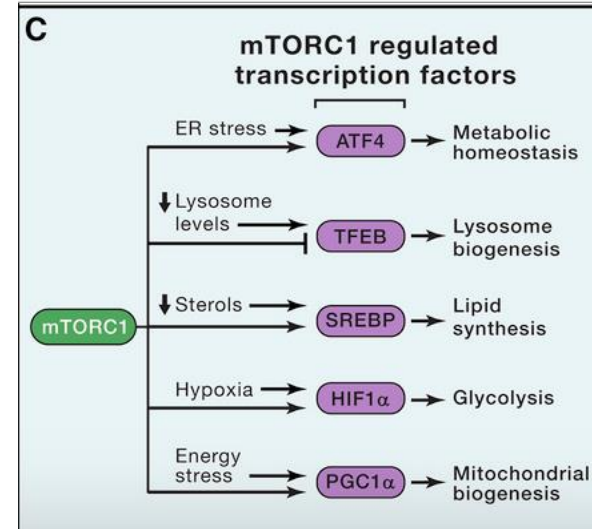 C
mTORC1 regulated
transcription factors
ER stress
ATF4
Metabolic
homeostasis
Lysosome
levels
TFEB
Lysosome
biogenesis
mTORC1
Sterols
SREBP
Lipid
synthesis
Hypoxia
HIF1α
Glycolysis
Energy
stress
PGC1α
Mitochondrial
biogenesis